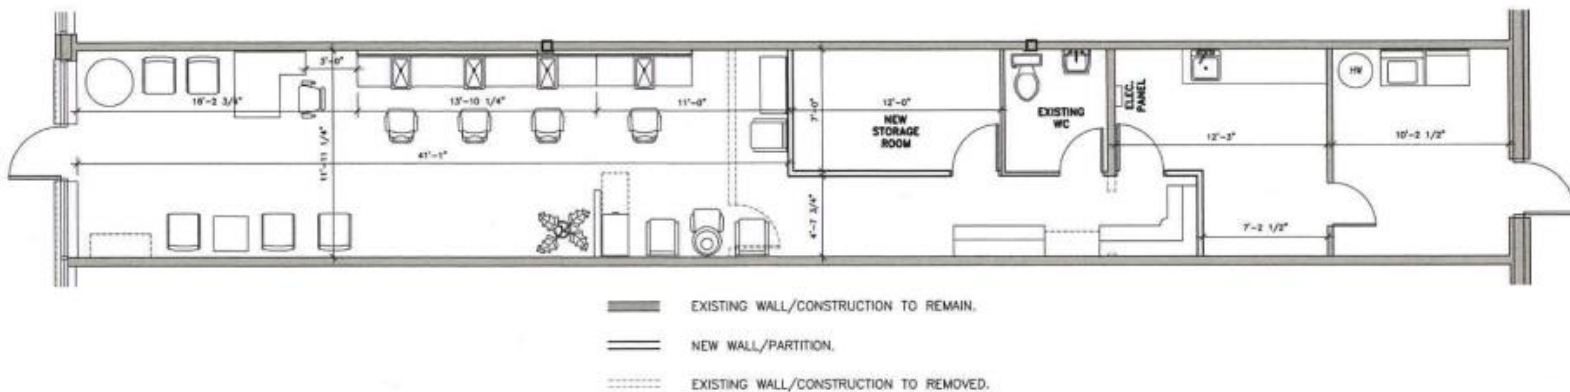 3'-0"
16'-2 3/4"
13'-10 1/4"
11'-0"
12'-0"
7'-0"
NEW
STORAGE
ROOM
EXISTING
WC
ELEC.
PANEL
HW
12'-3"
10'-2 1/2"
41'-1"
11'-11 1/4"
4'-7 3/4"
7'-2 1/2"
EXISTING WALL/CONSTRUCTION TO REMAIN.
NEW WALL/PARTITION.
EXISTING WALL/CONSTRUCTION TO REMOVED.